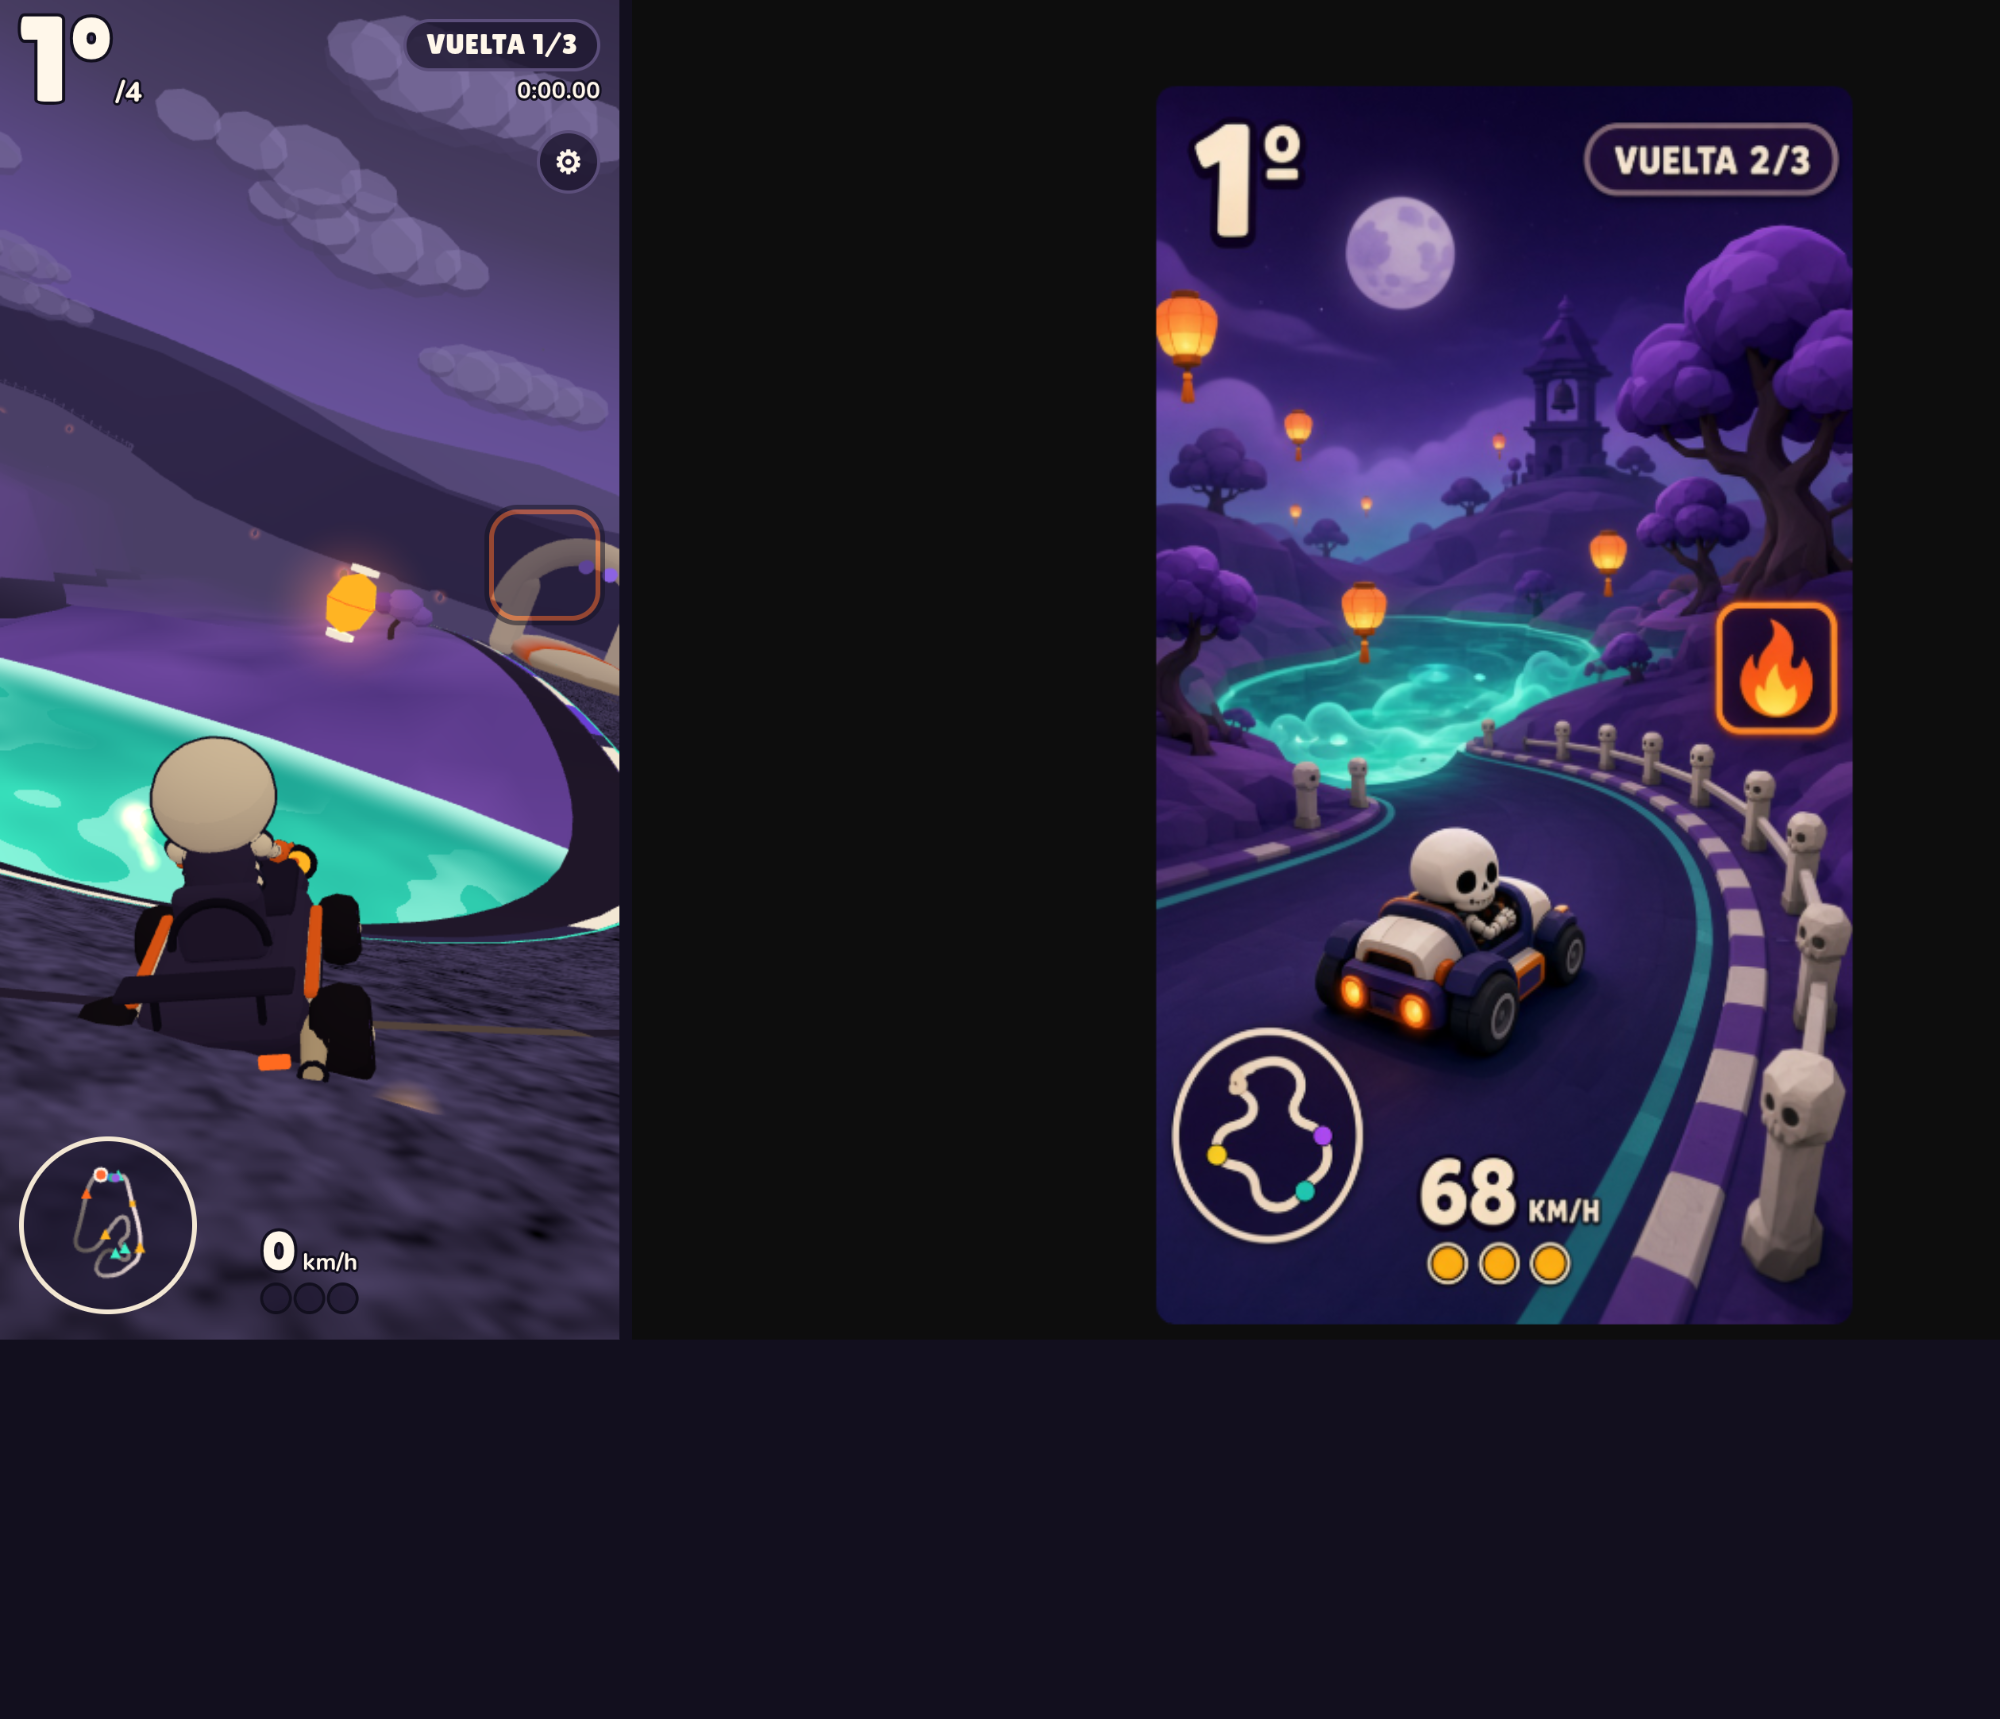 1º
/4
VUELTA 1/3
0:00.00
0 km/h
1º
VUELTA 2/3
68 KM/H